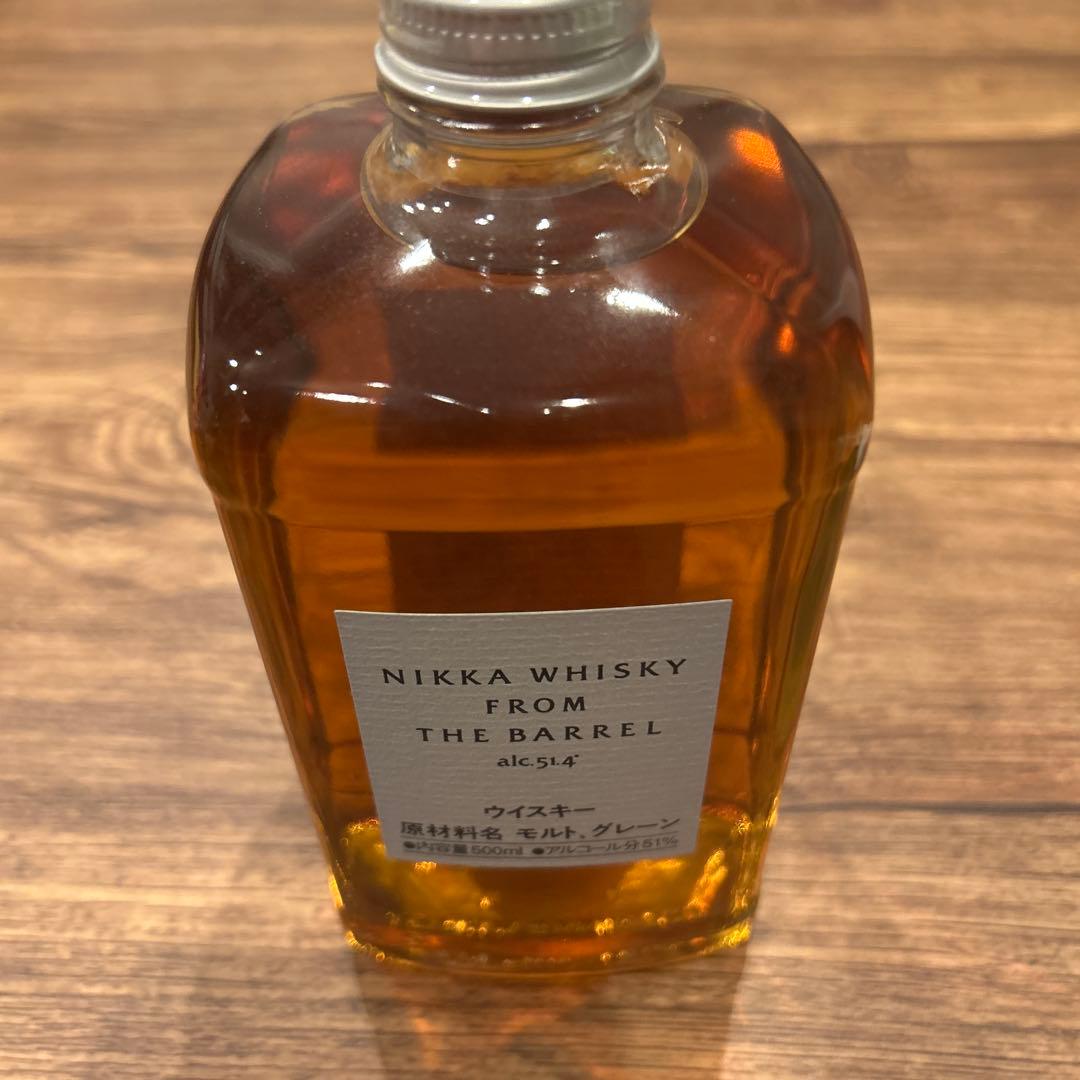 NIKKA WHISKY
FROM
THE BARREL
alc.51.4°
ウイスキー
原材料名 モルト、グレーン
●内容量500ml ●アルコール分51%